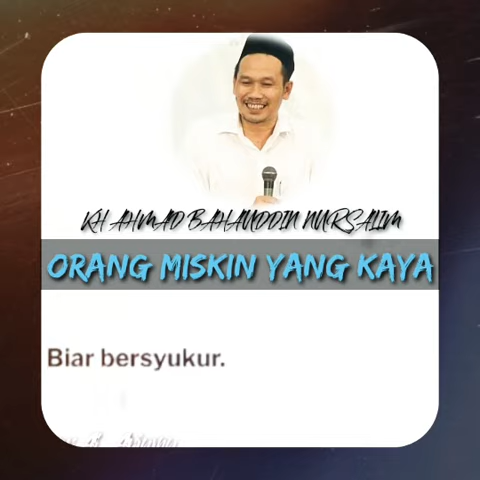 KH AHMAD BAHAUDDIN NURSALIM
ORANG MISKIN YANG KAYA
Biar bersyukur.